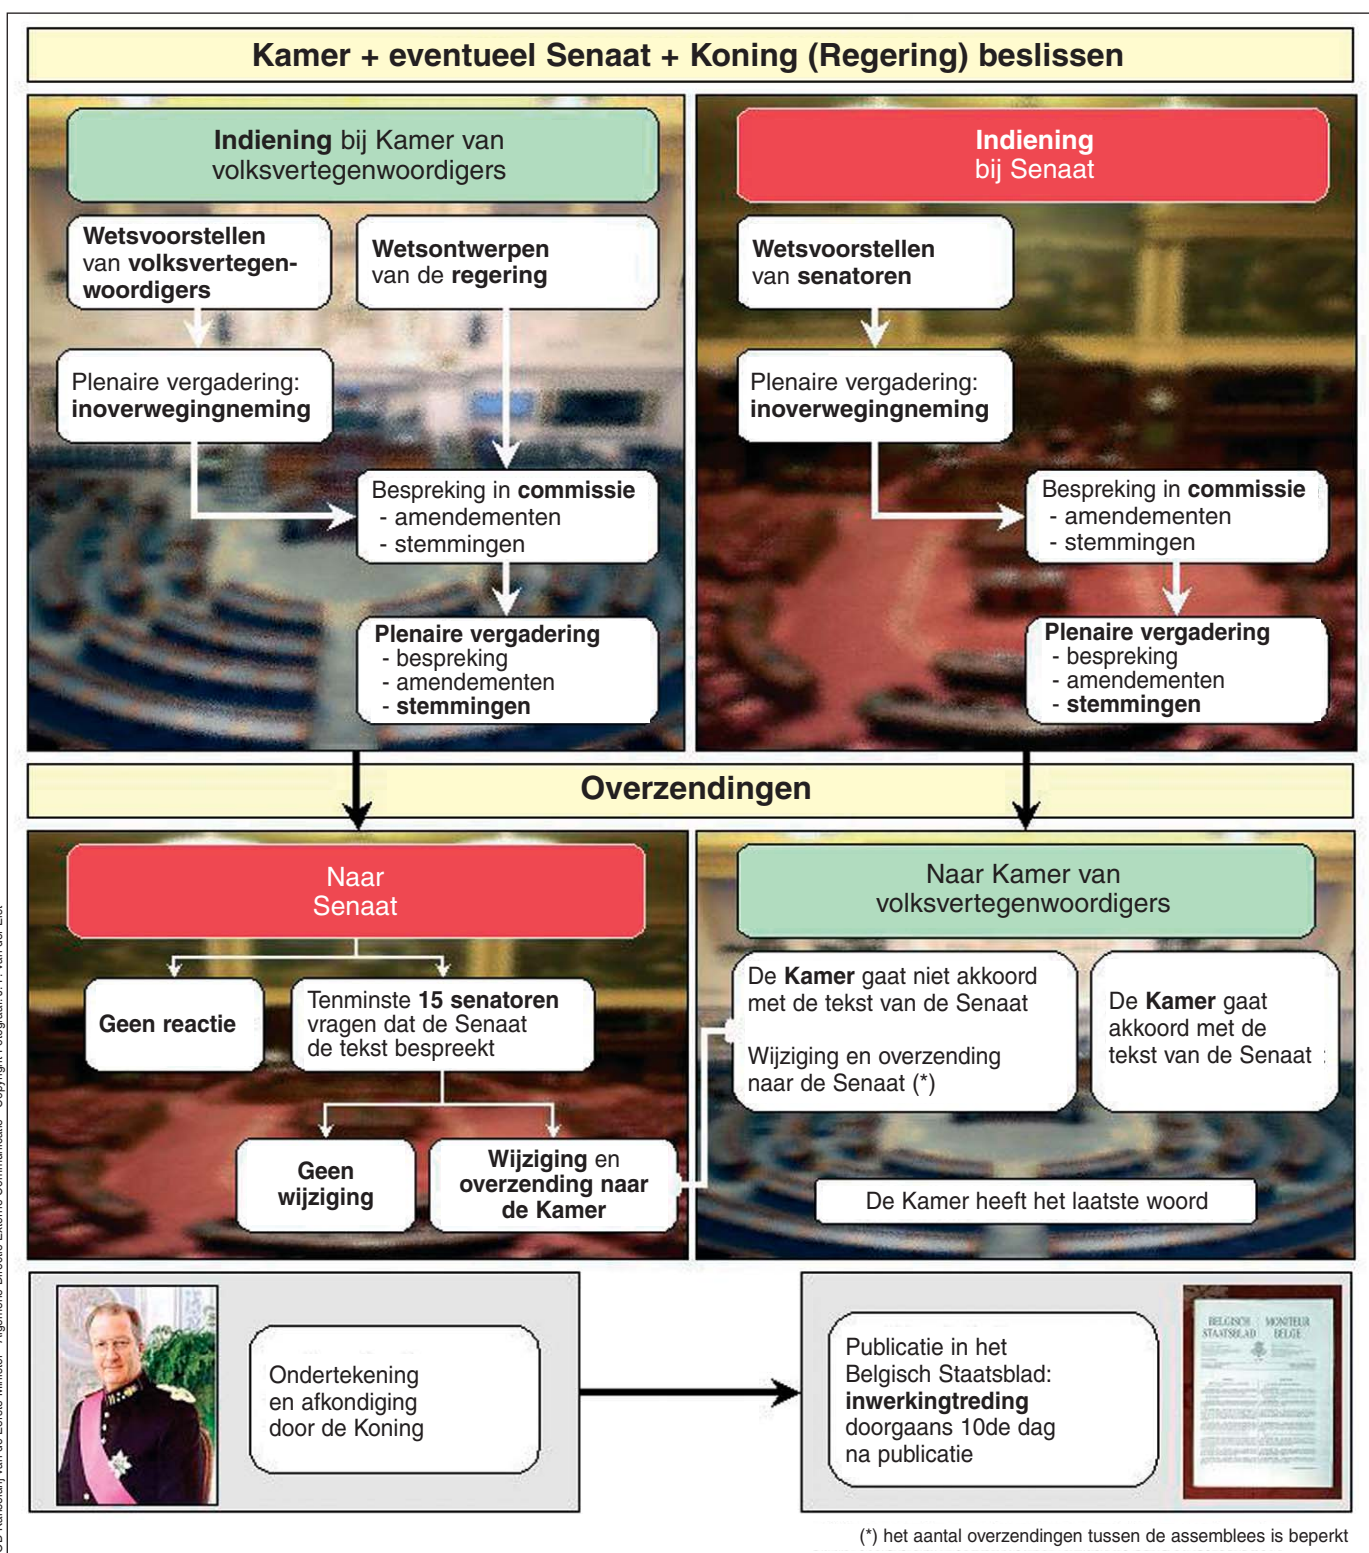 Kamer + eventueel Senaat + Koning (Regering) beslissen
Indiening bij Kamer van
volksvertegenwoordigers
Wetsvoorstellen
van volksvertegen-
woordigers
Wetsontwerpen
van de regering
Plenaire vergadering:
inoverwegingneming
Bespreking in commissie
- amendementen
- stemmingen
Plenaire vergadering
- bespreking
- amendementen
- stemmingen
Indiening
bij Senaat
Wetsvoorstellen
van senatoren
Plenaire vergadering:
inoverwegingneming
Bespreking in commissie
- amendementen
- stemmingen
Plenaire vergadering
- bespreking
- amendementen
- stemmingen
Overzendingen
Naar
Senaat
Geen reactie
Tenminste 15 senatoren
vragen dat de Senaat
de tekst bespreekt
Geen
wijziging
Wijziging en
overzending naar
de Kamer
Naar Kamer van
volksvertegenwoordigers
De Kamer gaat niet akkoord
met de tekst van de Senaat
Wijziging en overzending
naar de Senaat (*)
De Kamer gaat
akkoord met de
tekst van de Senaat :
De Kamer heeft het laatste woord
Ondertekening
en afkondiging
door de Koning
Publicatie in het
Belgisch Staatsblad:
inwerkingtreding
doorgaans 10de dag
na publicatie
BELGISCH MONITEUR
STAATSBLAD BELGE
(*) het aantal overzendingen tussen de assemblees is beperkt